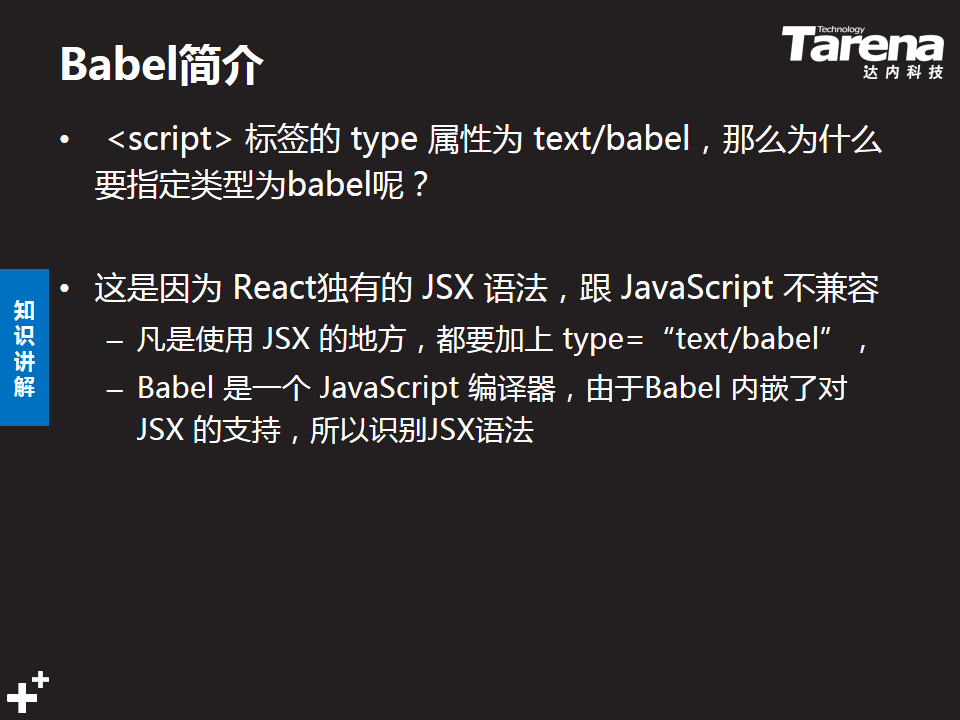 Babel简介
Technology
Tarena
达内科技
• <script> 标签的 type 属性为 text/babel，那么为什么
要指定类型为babel呢？
• 这是因为 React独有的 JSX 语法，跟 JavaScript 不兼容
– 凡是使用 JSX 的地方，都要加上 type=“text/babel”，
– Babel 是一个 JavaScript 编译器，由于Babel 内嵌了对
JSX 的支持，所以识别JSX语法
知识讲解